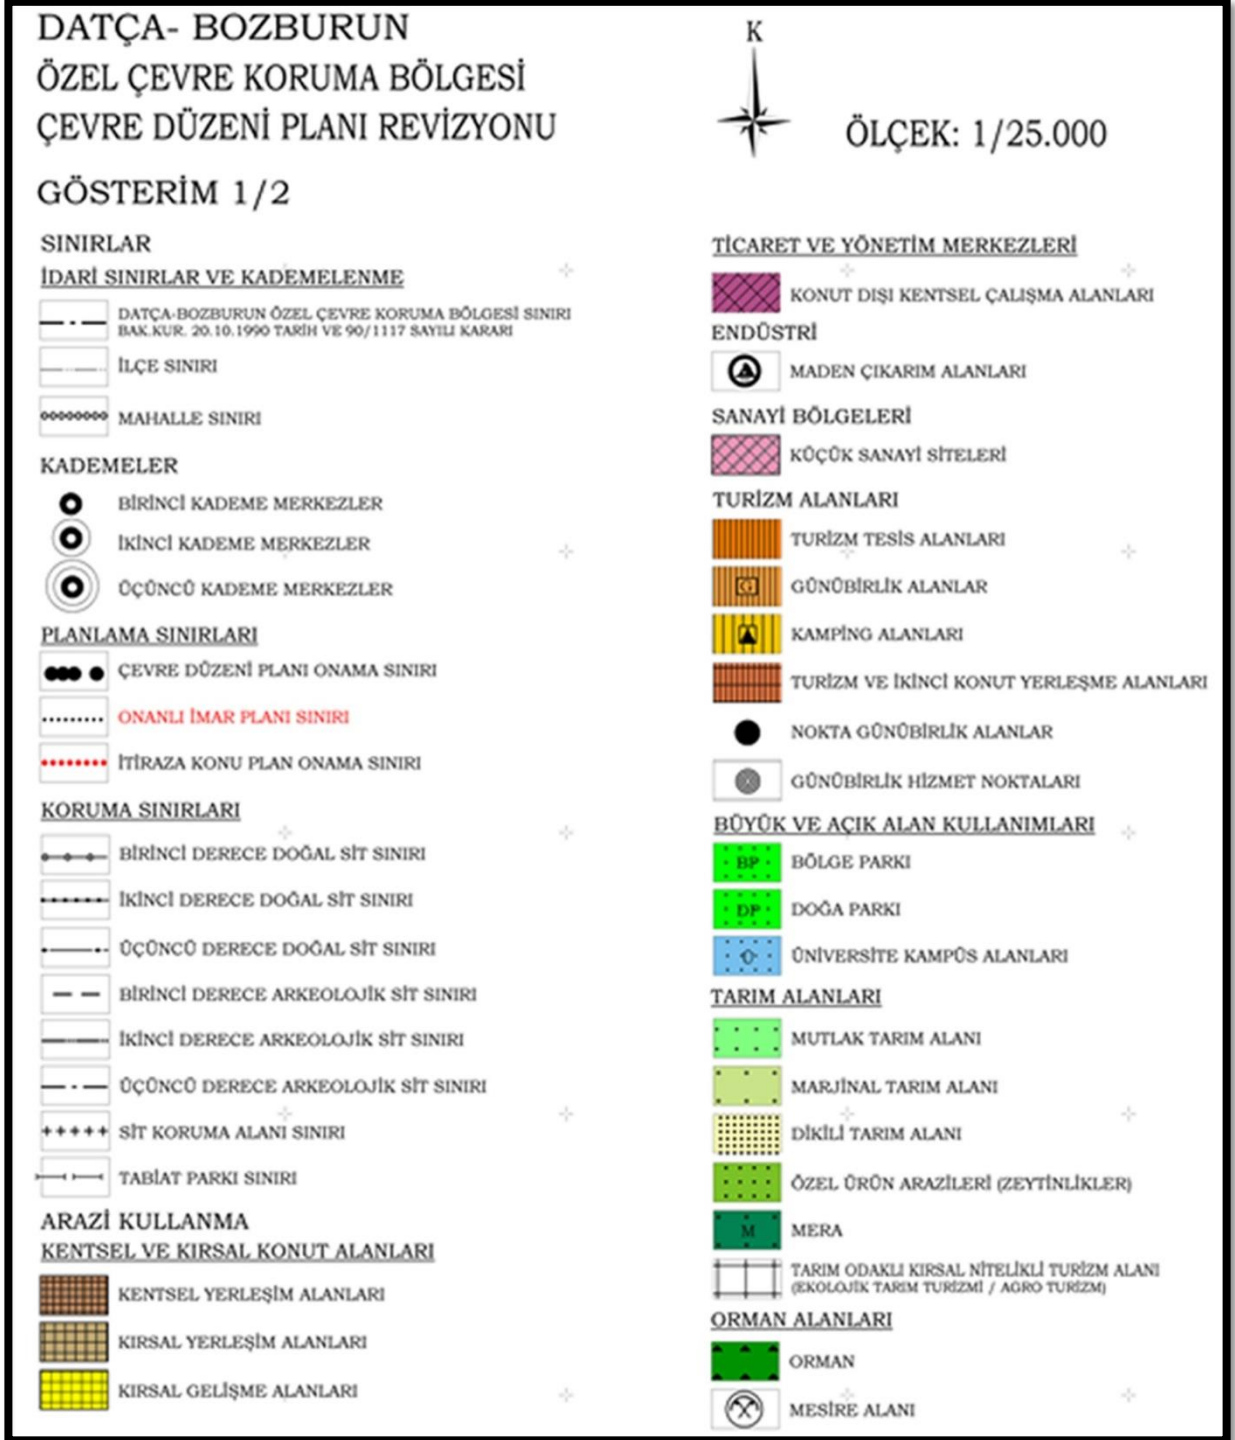 DATÇA- BOZBURUN
ÖZEL ÇEVRE KORUMA BÖLGESİ
ÇEVRE DÜZENİ PLANI REVİZYONU
K
ÖLÇEK: 1/25.000
GÖSTERİM 1/2
SINIRLAR
İDARİ SINIRLAR VE KADEMELENME
DATÇA-BOZBURUN ÖZEL ÇEVRE KORUMA BÖLGESİ SINIRI
BAK.KUR. 20.10.1990 TARİH VE 90/1117 SAYILI KARARI
İLÇE SINIRI
MAHALLE SINIRI
KADEMELER
BİRİNCİ KADEME MERKEZLER
İKİNCİ KADEME MERKEZLER
ÜÇÜNCÜ KADEME MERKEZLER
PLANLAMA SINIRLARI
ÇEVRE DÜZENİ PLANI ONAMA SINIRI
ONANLI İMAR PLANI SINIRI
İTİRAZA KONU PLAN ONAMA SINIRI
KORUMA SINIRLARI
BİRİNCİ DERECE DOĞAL SİT SINIRI
İKİNCİ DERECE DOĞAL SİT SINIRI
ÜÇÜNCÜ DERECE DOĞAL SİT SINIRI
BİRİNCİ DERECE ARKEOLOJİK SİT SINIRI
İKİNCİ DERECE ARKEOLOJİK SİT SINIRI
ÜÇÜNCÜ DERECE ARKEOLOJİK SİT SINIRI
SİT KORUMA ALANI SINIRI
TABİAT PARKI SINIRI
ARAZİ KULLANMA
KENTSEL VE KIRSAL KONUT ALANLARI
KENTSEL YERLEŞİM ALANLARI
KIRSAL YERLEŞİM ALANLARI
KIRSAL GELİŞME ALANLARI
TİCARET VE YÖNETİM MERKEZLERİ
KONUT DIŞI KENTSEL ÇALIŞMA ALANLARI
ENDÜSTRİ
MADEN ÇIKARIM ALANLARI
SANAYİ BÖLGELERİ
KÜÇÜK SANAYİ SİTELERİ
TURİZM ALANLARI
TURİZM TESİS ALANLARI
G GÜNÜBİRLİK ALANLAR
KAMPİNG ALANLARI
TURİZM VE İKİNCİ KONUT YERLEŞME ALANLARI
NOKTA GÜNÜBİRLİK ALANLAR
GÜNÜBİRLİK HİZMET NOKTALARI
BÜYÜK VE AÇIK ALAN KULLANIMLARI
BP BÖLGE PARKI
DP DOĞA PARKI
Ü ÜNİVERSİTE KAMPÜS ALANLARI
TARIM ALANLARI
MUTLAK TARIM ALANI
MARJİNAL TARIM ALANI
DİKİLİ TARIM ALANI
ÖZEL ÜRÜN ARAZİLERİ (ZEYTİNLİKLER)
M MERA
TARIM ODAKLI KIRSAL NİTELİKLİ TURİZM ALANI
(EKOLOJİK TARIM TURİZMİ / AGRO TURİZM)
ORMAN ALANLARI
ORMAN
MESİRE ALANI